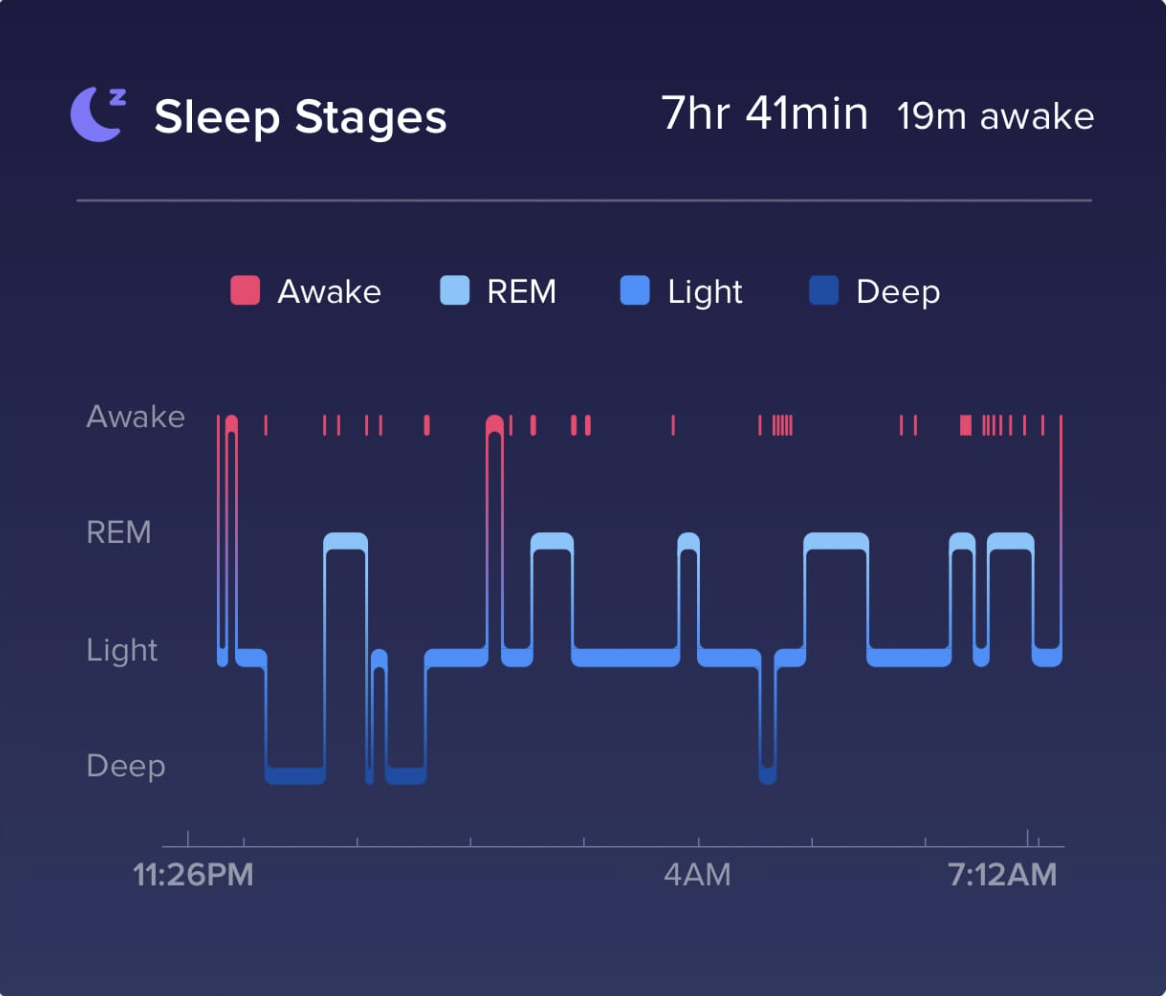 Sleep Stages 7hr 41min 19m awake
Awake REM Light Deep
Awake
REM
Light
Deep
11:26PM 4AM 7:12AM